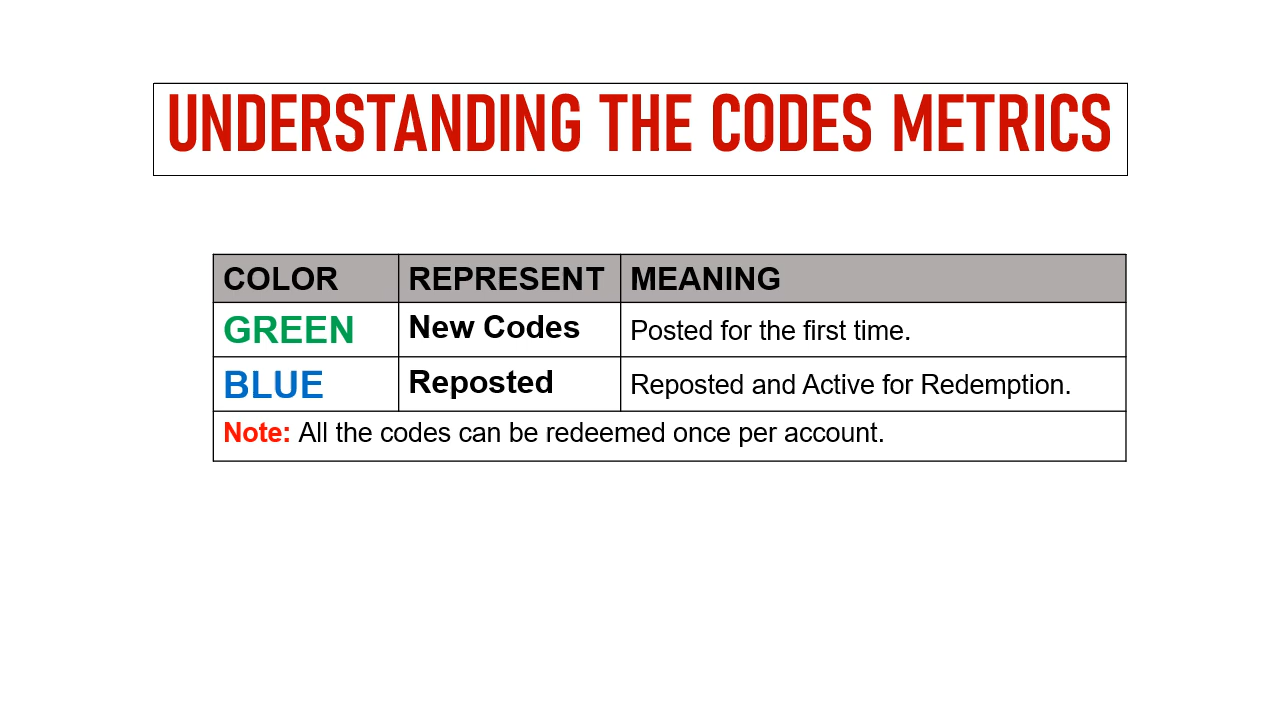 UNDERSTANDING THE CODES METRICS
COLOR REPRESENT MEANING
GREEN New Codes Posted for the first time.
BLUE Reposted Reposted and Active for Redemption.
Note: All the codes can be redeemed once per account.